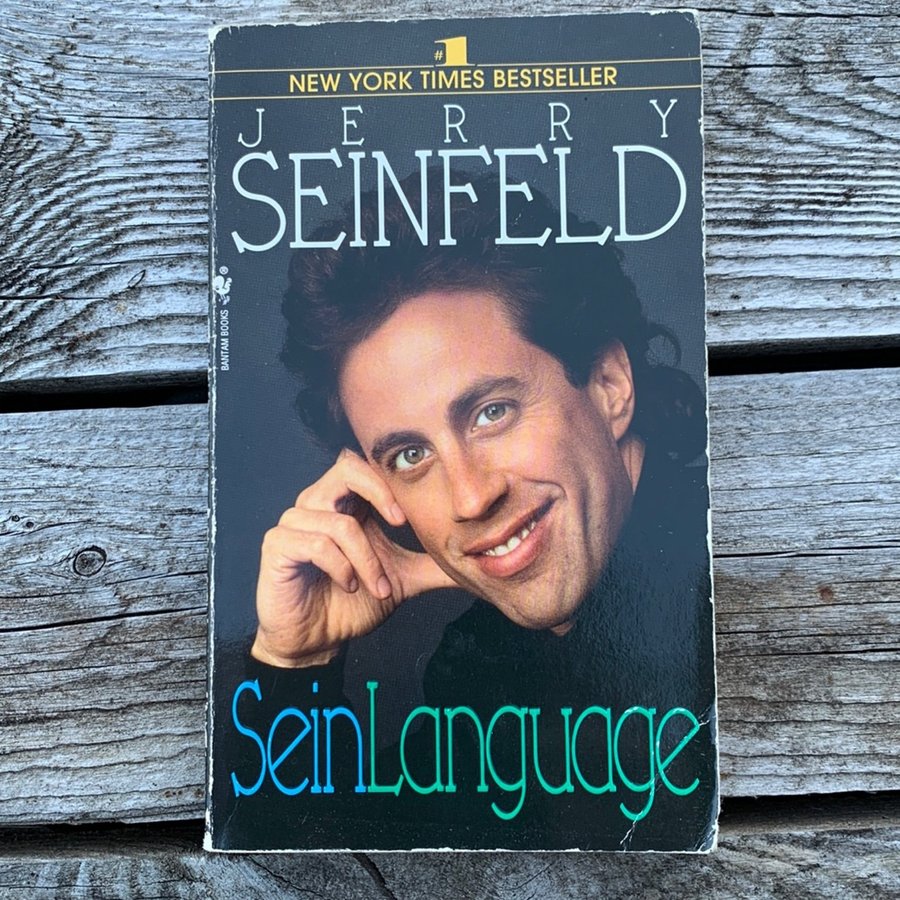 #1
NEW YORK TIMES BESTSELLER
JERRY
SEINFELD
BANTAM BOOKS ®
SeinLanguage